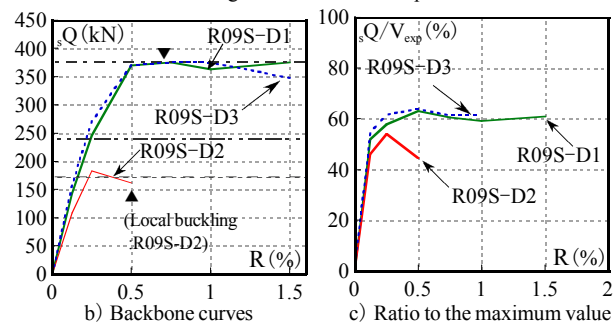 sQ (kN)
R09S-D1
R09S-D3
R09S-D2
(Local buckling
R09S-D2)
450
400
350
300
250
200
150
100
50
0
0 0.5 1 1.5
R (%)
b) Backbone curves
sQ/Vexp (%)
R09S-D3
R09S-D1
R09S-D2
100
80
60
40
20
0
0 0.5 1 1.5 2
R (%)
c) Ratio to the maximum value